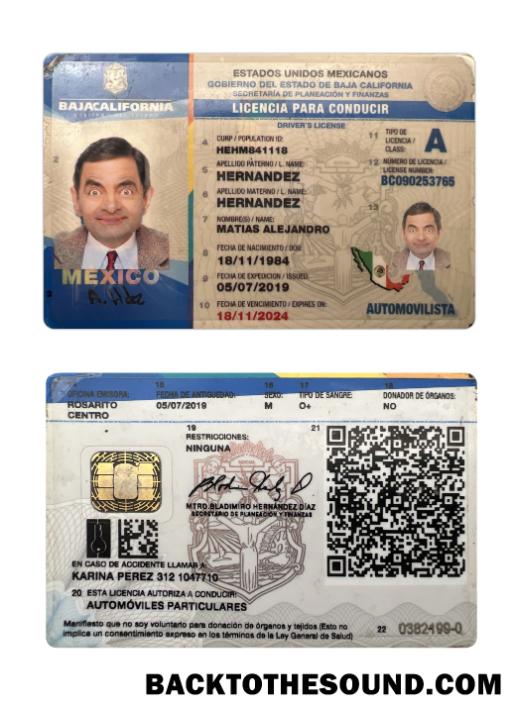 BAJACALIFORNIA
ESTADOS UNIDOS MEXICANOS
GOBIERNO DEL ESTADO DE BAJA CALIFORNIA
SECRETARÍA DE PLANEACIÓN Y FINANZAS
LICENCIA PARA CONDUCIR
DRIVER'S LICENSE
2
MEXICO
3
4 CURP / POPULATION ID:
HEHM841118
5 APELLIDO PATERNO / L. NAME:
HERNANDEZ
6 APELLIDO MATERNO / L. NAME:
HERNANDEZ
7 NOMBRE(S) / NAME:
MATIAS ALEJANDRO
8 FECHA DE NACIMIENTO / DOB:
18/11/1984
9 FECHA DE EXPEDICION / ISSUED:
05/07/2019
10 FECHA DE VENCIMIENTO / EXPIRES ON:
18/11/2024
11 TIPO DE LICENCIA / CLASS:
A
12 NÚMERO DE LICENCIA / LICENSE NUMBER:
BC090253765
13
AUTOMOVILISTA
OFICINA EMISORA:
ROSARITO
CENTRO
FECHA DE ANTIGUEDAD:
05/07/2019
16
SEXO:
M
17
TIPO DE SANGRE:
O+
18
DONADOR DE ÓRGANOS:
NO
19
RESTRICCIONES:
NINGUNA
21
MTRO.BLADIMIRO HERNÁNDEZ DÍAZ
SECRETARIO DE PLANEACIÓN Y FINANZAS
EN CASO DE ACCIDENTE LLAMAR A:
KARINA PEREZ 312 1047710
20 ESTA LICENCIA AUTORIZA A CONDUCIR:
AUTOMÓVILES PARTICULARES
Manifiesto que no soy voluntario para donación de órganos y tejidos (Esto no
implica un consentimiento expreso en los términos de la Ley General de Salud)
22 0382499-0
BACKTOTHESOUND.COM